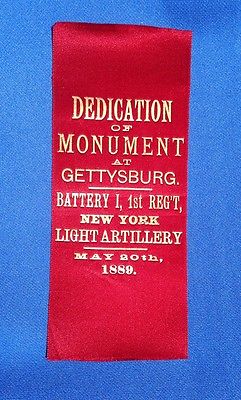 DEDICATION
OF
MONUMENT
AT
GETTYSBURG.
BATTERY I, 1st REG'T,
NEW YORK
LIGHT ARTILLERY
MAY 20th,
1889.